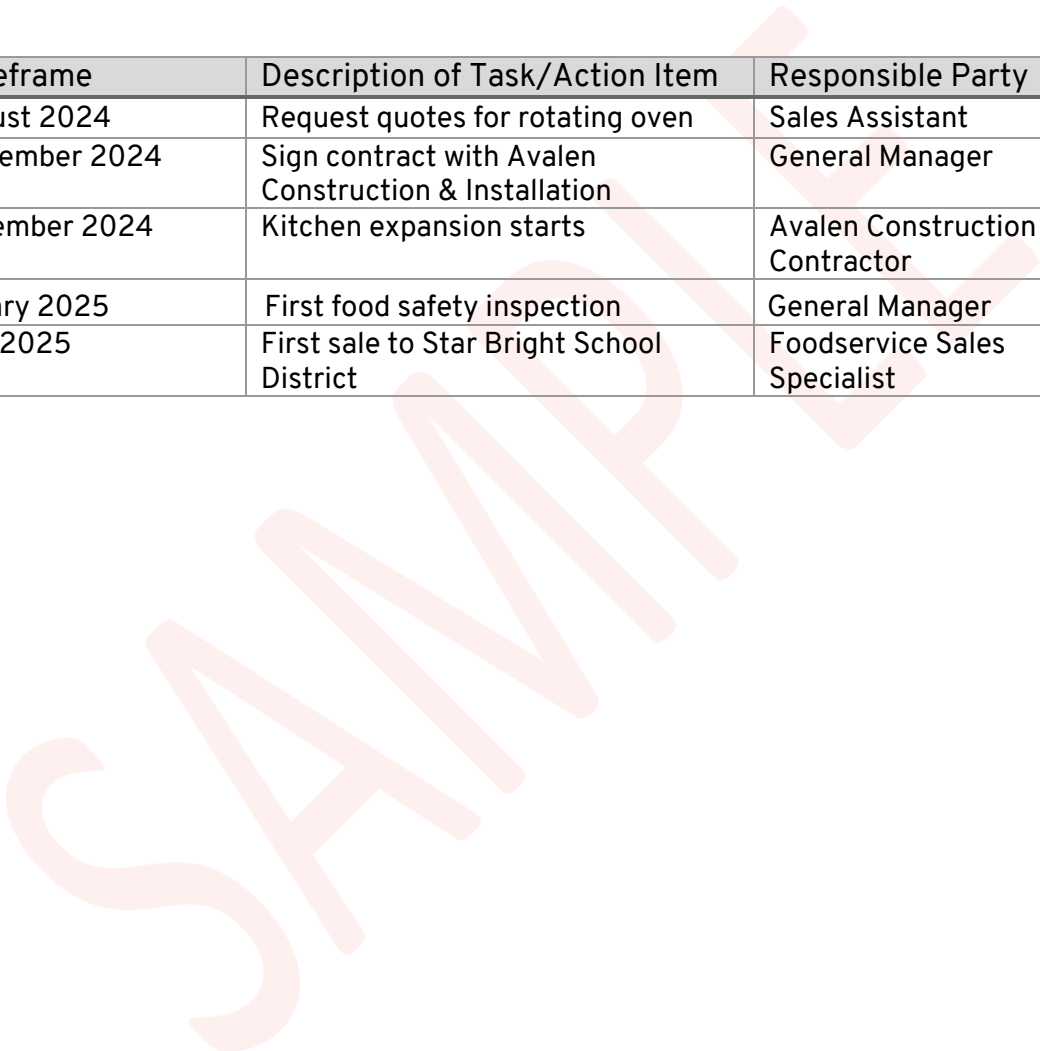 eframe Description of Task/Action Item Responsible Party
ust 2024 Request quotes for rotating oven Sales Assistant
ember 2024 Sign contract with Avalen General Manager
Construction & Installation
ember 2024 Kitchen expansion starts Avalen Construction
Contractor
ry 2025 First food safety inspection General Manager
2025 First sale to Star Bright School Foodservice Sales
District Specialist
SAMPLE